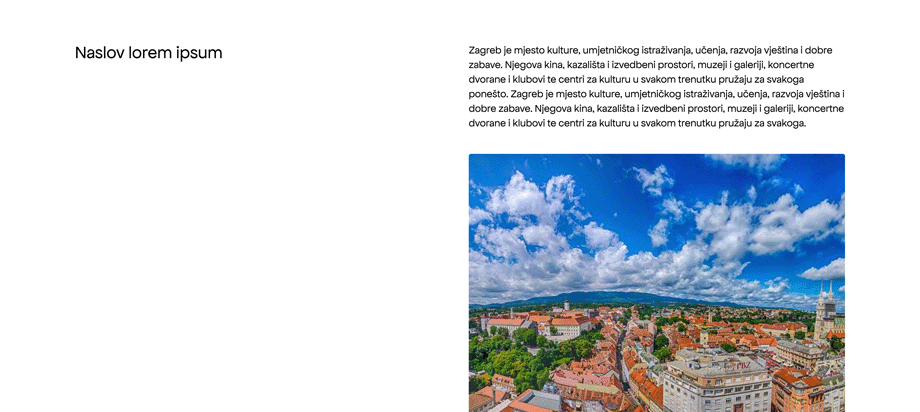 Naslov lorem ipsum
Zagreb je mjesto kulture, umjetničkog istraživanja, učenja, razvoja vještina i dobre
zabave. Njegova kina, kazališta i izvedbeni prostori, muzeji i galeriji, koncertne
dvorane i klubovi te centri za kulturu u svakom trenutku pružaju za svakoga
ponešto. Zagreb je mjesto kulture, umjetničkog istraživanja, učenja, razvoja vještina i
dobre zabave. Njegova kina, kazališta i izvedbeni prostori, muzeji i galeriji, koncertne
dvorane i klubovi te centri za kulturu u svakom trenutku pružaju za svakoga.